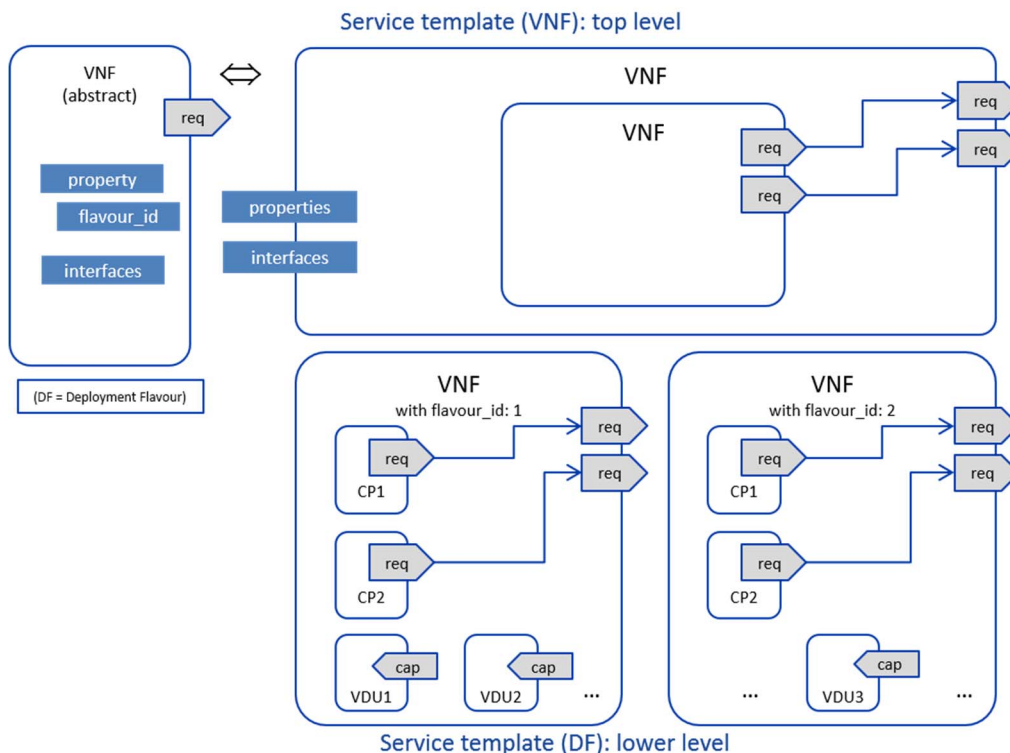 Service template (VNF): top level
VNF
(abstract)
req
property
flavour_id
interfaces
(DF = Deployment Flavour)
VNF
VNF
req
req
req
req
properties
interfaces
VNF
with flavour_id: 1
req
req
req
CP1
req
CP2
cap
VDU1
cap
VDU2
...
VNF
with flavour_id: 2
req
req
req
CP1
req
CP2
...
cap
VDU3
...
Service template (DF): lower level